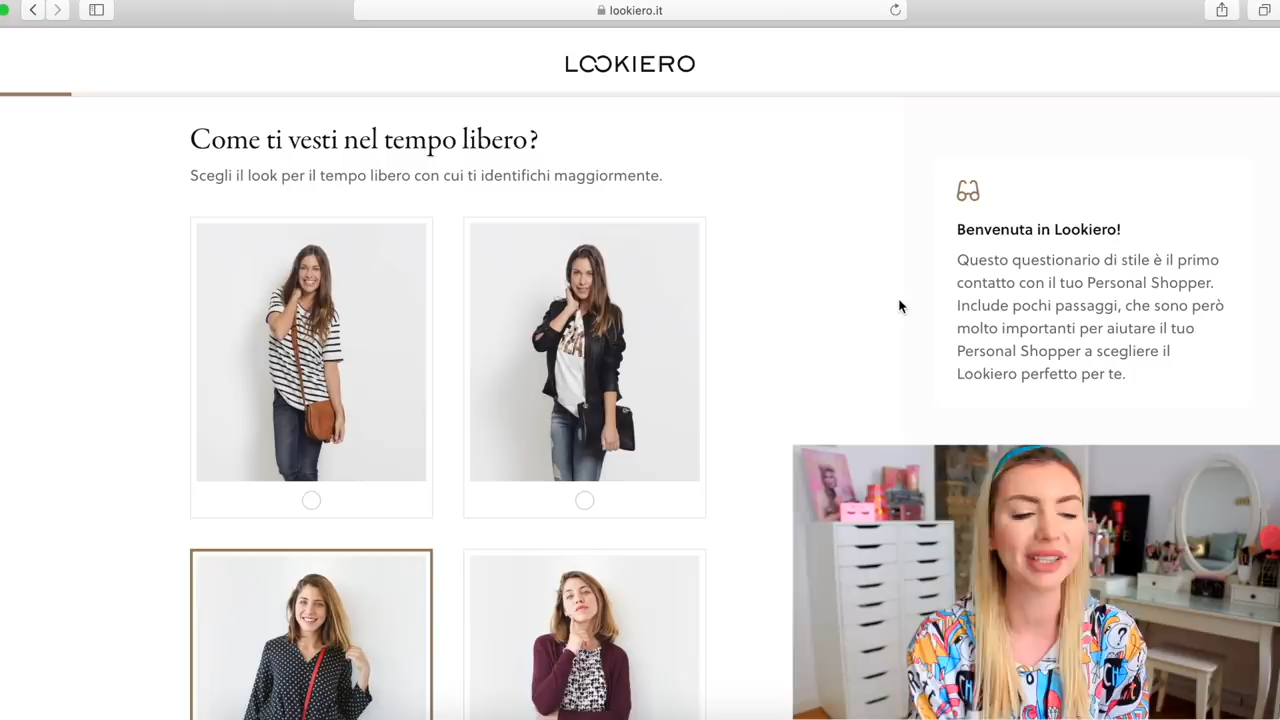 lookiero.it
LOOKIERO
Come ti vesti nel tempo libero?
Scegli il look per il tempo libero con cui ti identifichi maggiormente.
Benvenuta in Lookiero!
Questo questionario di stile è il primo
contatto con il tuo Personal Shopper.
Include pochi passaggi, che sono però
molto importanti per aiutare il tuo
Personal Shopper a scegliere il
Lookiero perfetto per te.